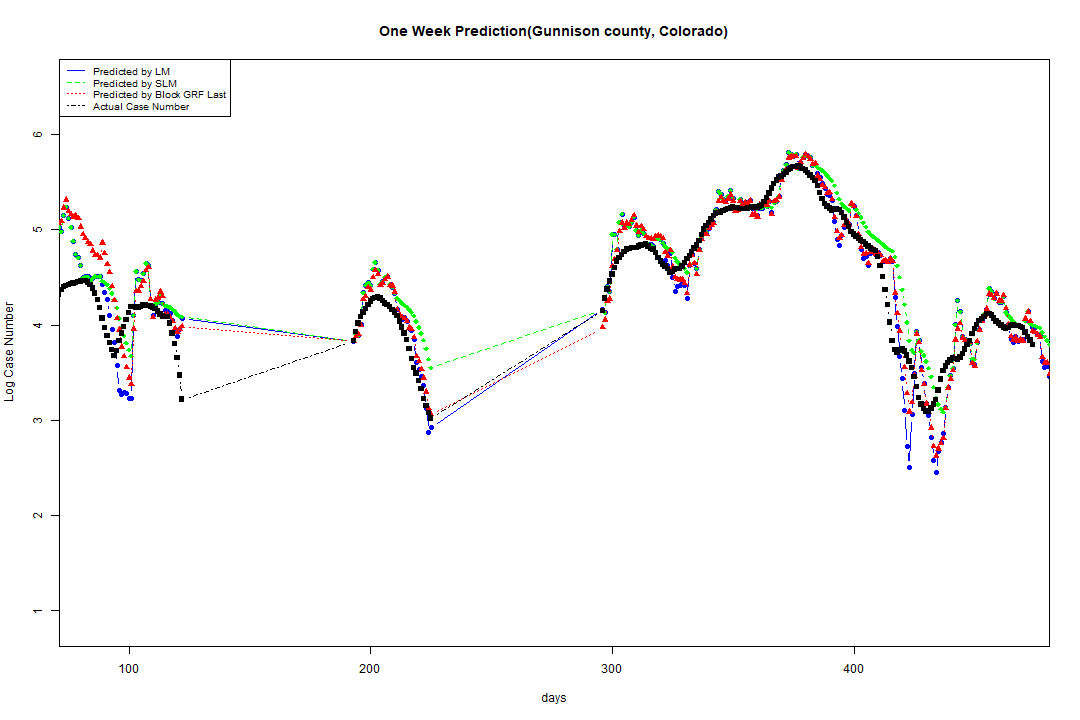 One Week Prediction(Gunnison county, Colorado)
Predicted by LM
Predicted by SLM
Predicted by Block GRF Last
Actual Case Number
Log Case Number
6
5
4
3
2
1
100 200 300 400
days